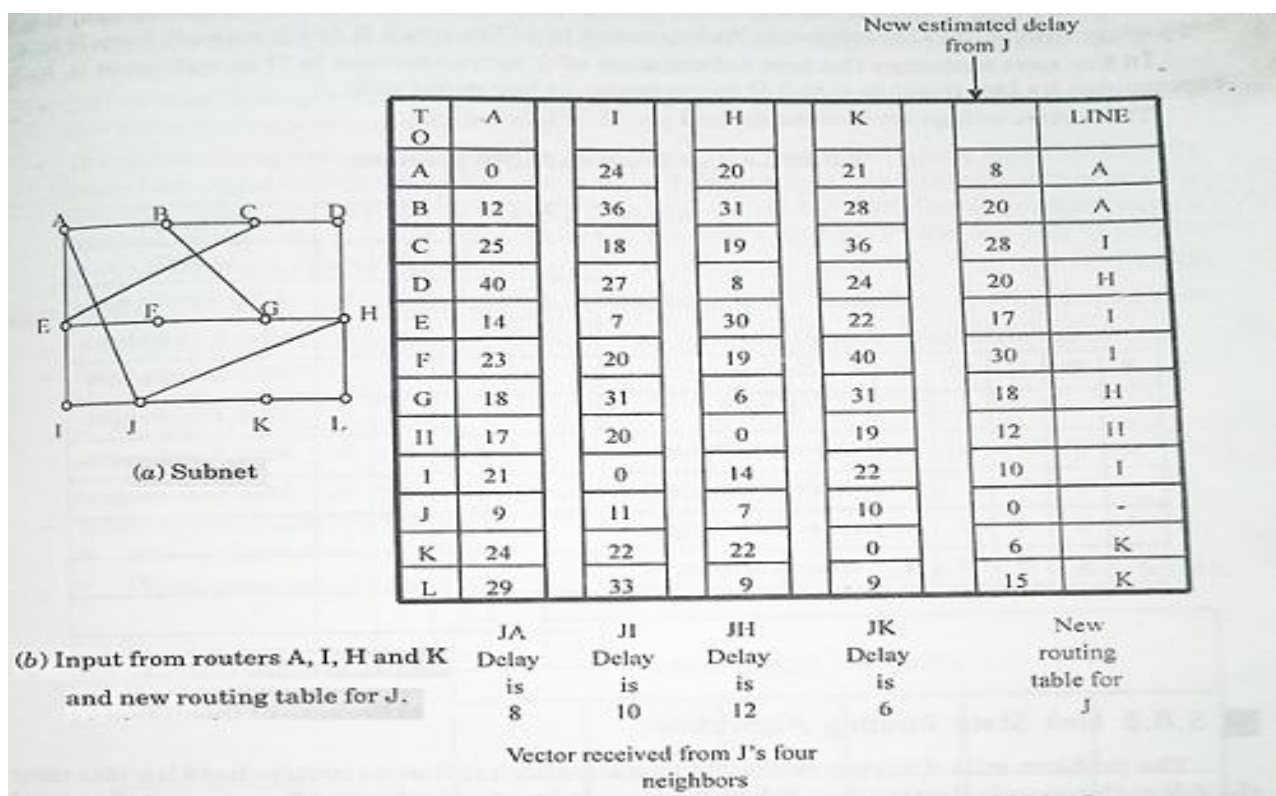 New estimated delay
from J
T
O A I H K LINE
A 0 24 20 21 8 A
B 12 36 31 28 20 A
C 25 18 19 36 28 I
D 40 27 8 24 20 H
E 14 7 30 22 17 I
F 23 20 19 40 30 I
G 18 31 6 31 18 H
H 17 20 0 19 12 H
I 21 0 14 22 10 I
J 9 11 7 10 0 -
K 24 22 22 0 6 K
L 29 33 9 9 15 K
A B C D
E F G H
I J K L
(a) Subnet
JA JI JH JK New
Delay Delay Delay Delay routing
is is is is table for
8 10 12 6 J
(b) Input from routers A, I, H and K
and new routing table for J.
Vector received from J's four
neighbors